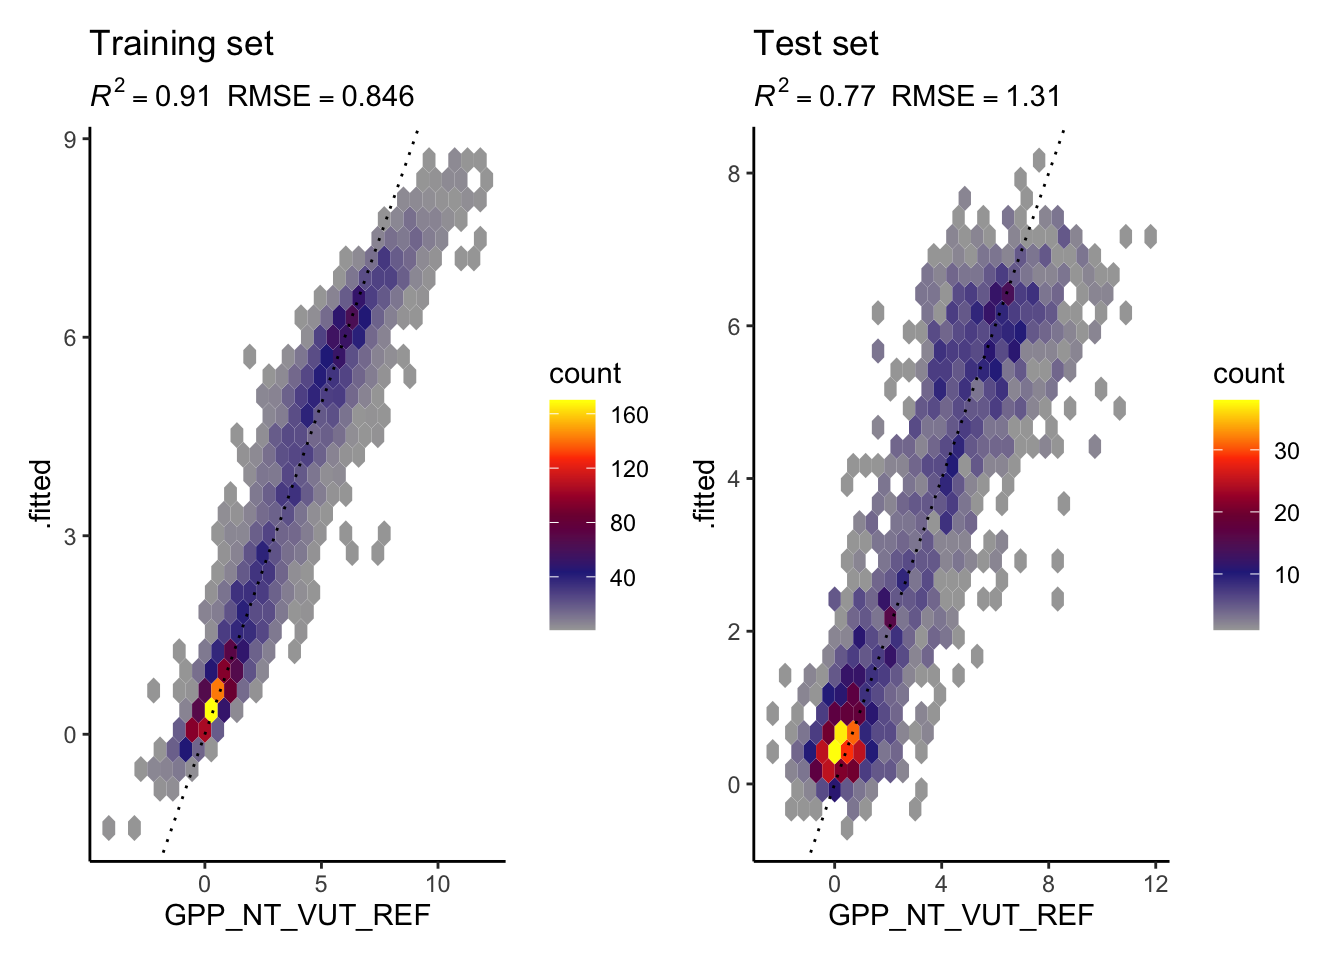 Training set
R² = 0.91 RMSE = 0.846
9
6
3
0
.fitted
0 5 10
GPP_NT_VUT_REF
count
160
120
80
40
Test set
R² = 0.77 RMSE = 1.31
8
6
4
2
0
.fitted
0 4 8 12
GPP_NT_VUT_REF
count
30
20
10